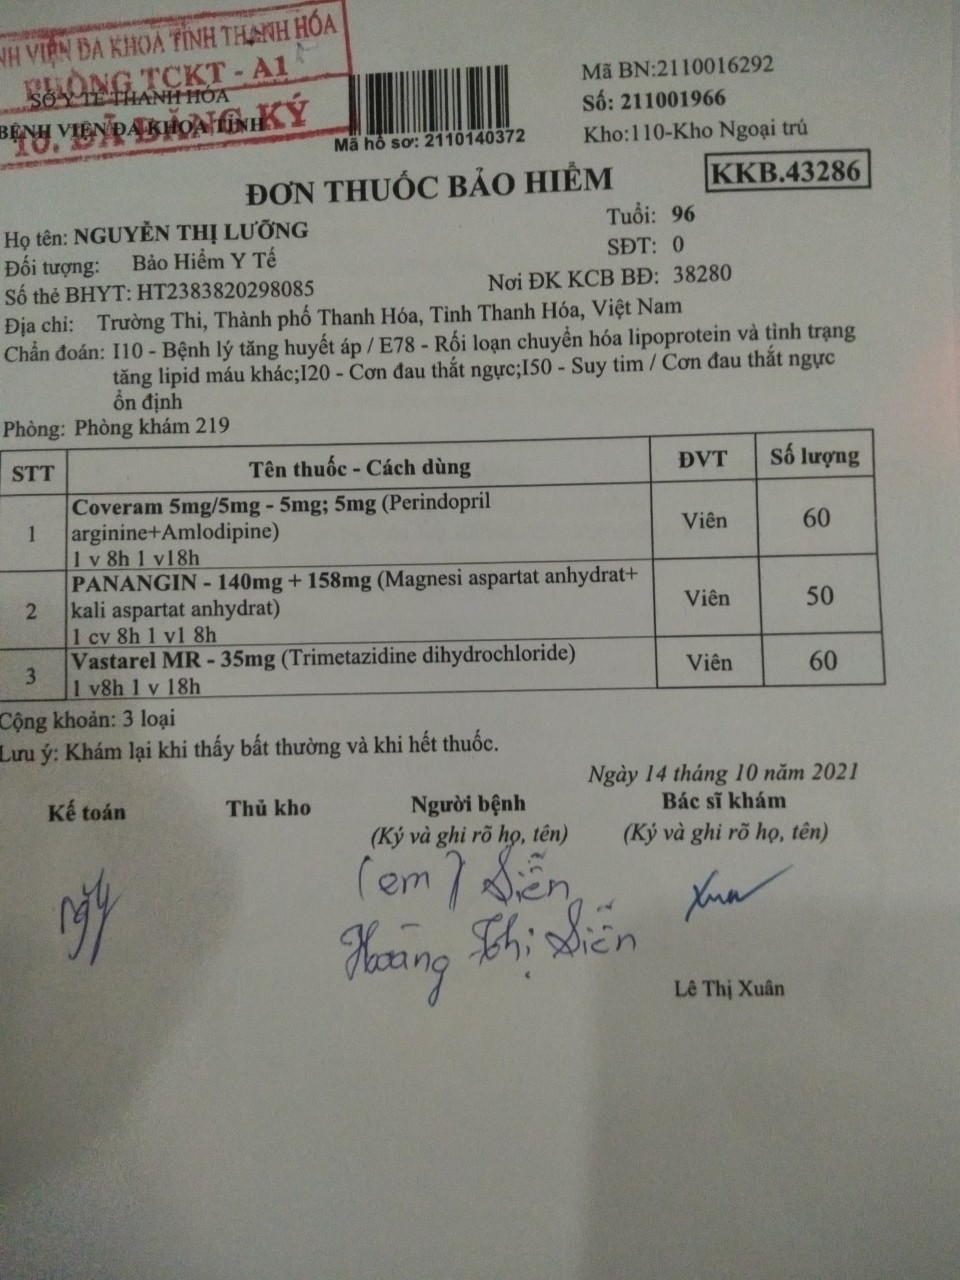 NH VIỆN ĐA KHOA TỈNH THANH HÓA
PHÒNG TCKT - A1
SỞ Y TẾ THANH HÓA
BỆNH VIỆN ĐA KHOA TỈNH
10. ĐÃ ĐĂNG KÝ
Mã hồ sơ: 2110140372
Mã BN:2110016292
Số: 211001966
Kho:110-Kho Ngoại trú
KKB.43286
ĐƠN THUỐC BẢO HIỂM
Họ tên: NGUYỄN THỊ LƯỠNG
Tuổi: 96
Đối tượng: Bảo Hiểm Y Tế
SĐT: 0
Số thẻ BHYT: HT2383820298085
Nơi ĐK KCB BĐ: 38280
Địa chỉ: Trường Thi, Thành phố Thanh Hóa, Tỉnh Thanh Hóa, Việt Nam
Chẩn đoán: I10 - Bệnh lý tăng huyết áp / E78 - Rối loạn chuyển hóa lipoprotein và tình trạng
tăng lipid máu khác;I20 - Cơn đau thắt ngực;I50 - Suy tim / Cơn đau thắt ngực
ổn định
Phòng: Phòng khám 219
STT Tên thuốc - Cách dùng ĐVT Số lượng
1 Coveram 5mg/5mg - 5mg; 5mg (Perindopril
arginine+Amlodipine) Viên 60
1 v 8h 1 v18h
2 PANANGIN - 140mg + 158mg (Magnesi aspartat anhydrat+
kali aspartat anhydrat) Viên 50
1 cv 8h 1 v1 8h
3 Vastarel MR - 35mg (Trimetazidine dihydrochloride) Viên 60
1 v8h 1 v 18h
Cộng khoản: 3 loại
Lưu ý: Khám lại khi thấy bất thường và khi hết thuốc.
Ngày 14 tháng 10 năm 2021
Kế toán Thủ kho Người bệnh Bác sĩ khám
(Ký và ghi rõ họ, tên) (Ký và ghi rõ họ, tên)
(em) Siễn
Xuân
Hoàng Thị Siễn
Lê Thị Xuân